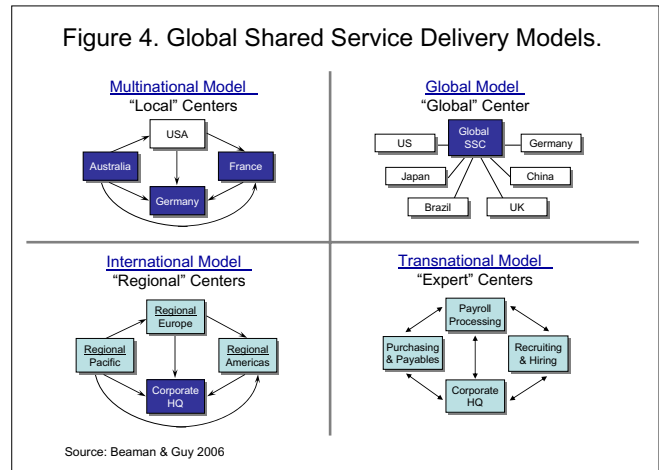 Figure 4. Global Shared Service Delivery Models.
Multinational Model
“Local” Centers
USA
Australia
France
Germany
Global Model
“Global” Center
Global
SSC
US
Germany
Japan
China
Brazil
UK
International Model
“Regional” Centers
Regional
Europe
Regional
Pacific
Regional
Americas
Corporate
HQ
Transnational Model
“Expert” Centers
Payroll
Processing
Purchasing
& Payables
Recruiting
& Hiring
Corporate
HQ
Source: Beaman & Guy 2006